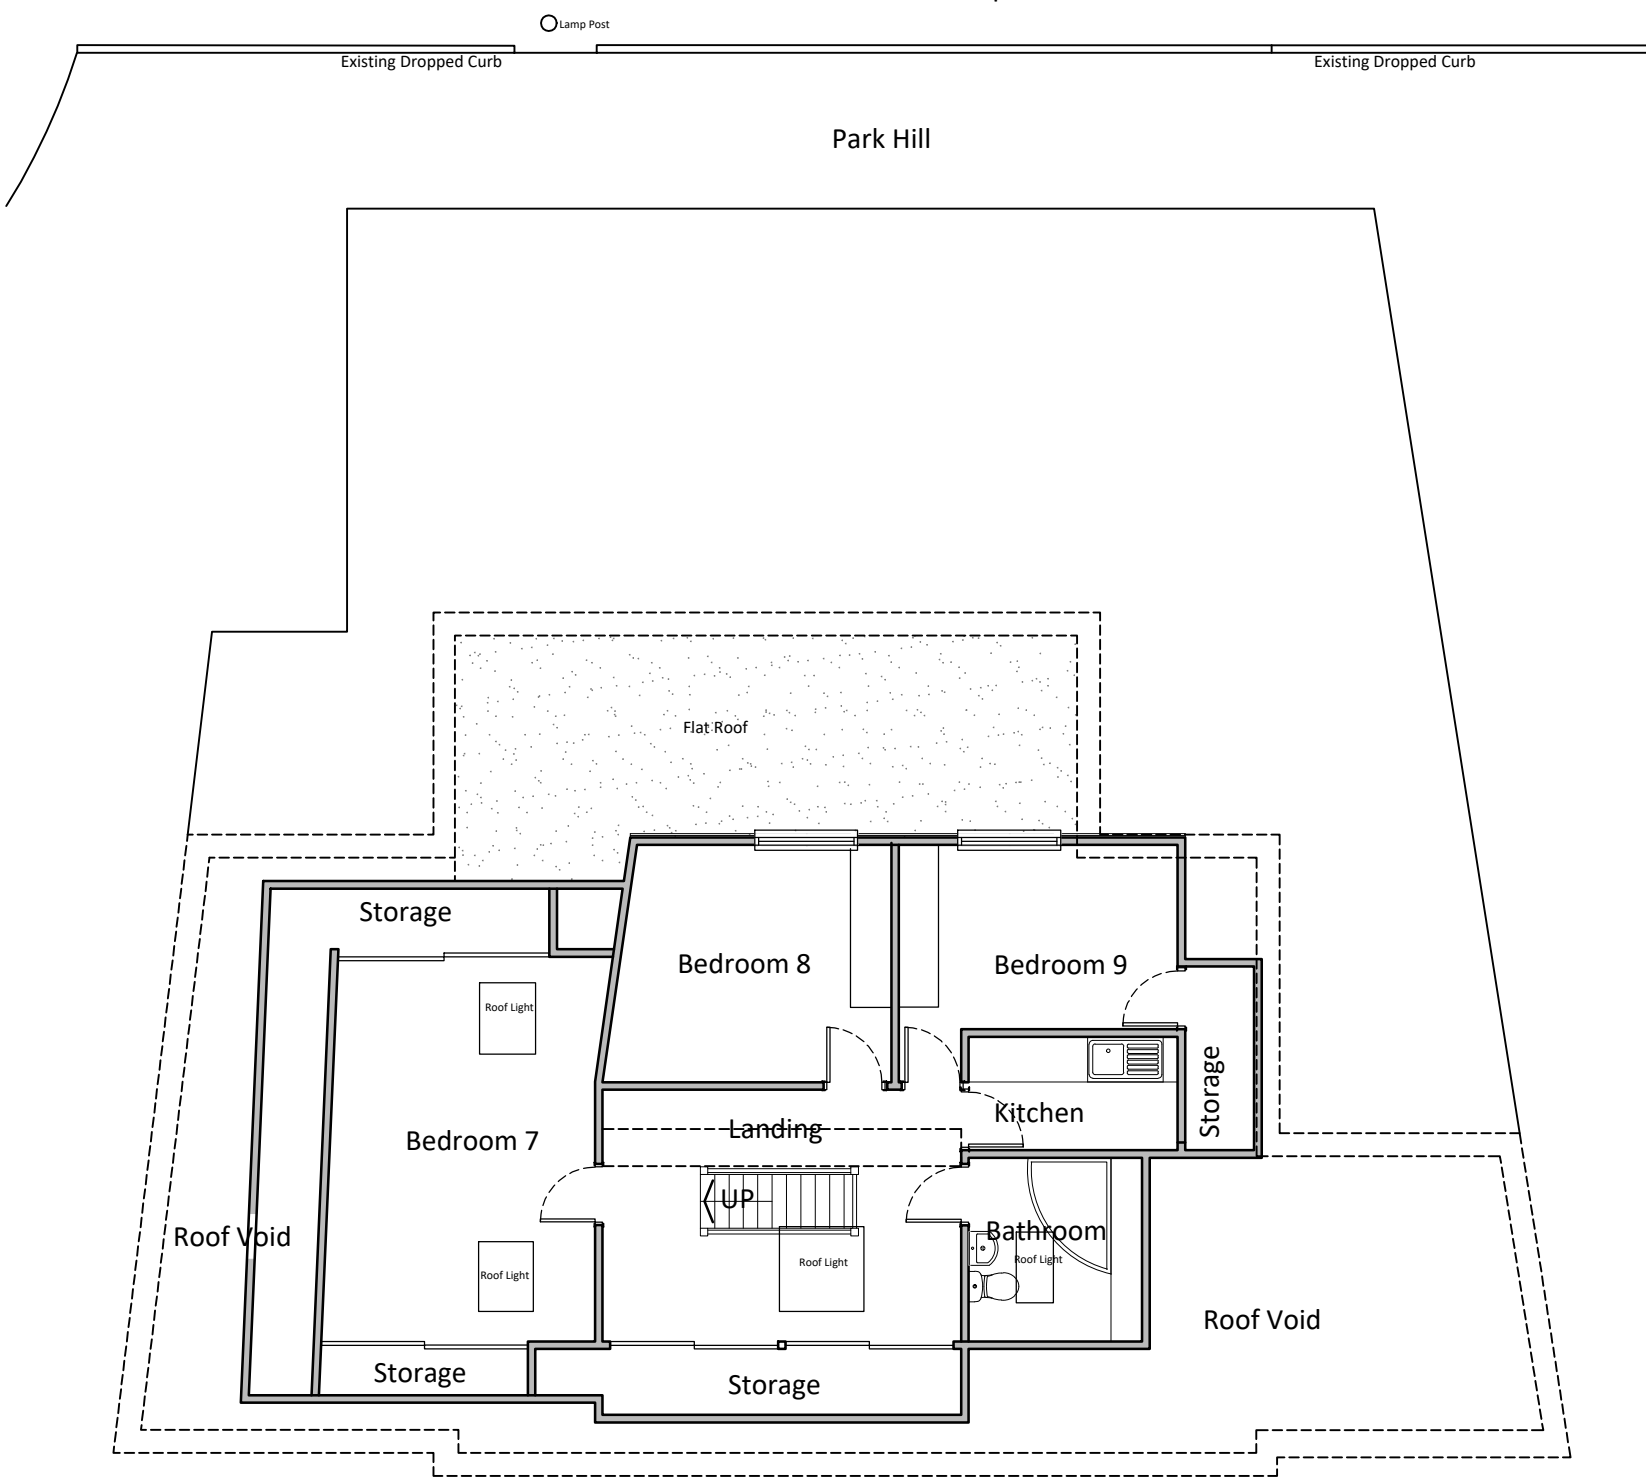 Lamp Post
Existing Dropped Curb
Existing Dropped Curb
Park Hill
Flat Roof
Storage
Bedroom 8
Bedroom 9
Roof Light
Storage
Kitchen
Landing
Bedroom 7
UP
Bathroom
Roof Void
Roof Light
Roof Light
Roof Light
Roof Void
Storage
Storage